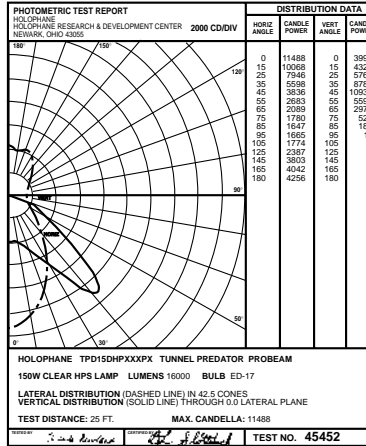 PHOTOMETRIC TEST REPORT
HOLOPHANE
HOLOPHANE RESEARCH & DEVELOPMENT CENTER 2000 CD/DIV
NEWARK, OHIO 43055
DISTRIBUTION DATA
HORIZ ANGLE CANDLE POWER VERT ANGLE
0 11488 0
15 10068 15
25 7946 25
35 5598 35
45 3836 45
55 2683 55
65 2089 65
75 1780 75
85 1647 85
95 1665 95
105 1774 105
125 2387 125
145 3803 145
165 4042 165
180 4256 180
180° 150°
120°
90°
VERT
HORIZ
50°
0° 30°
HOLOPHANE TPD15DHPXXXPX TUNNEL PREDATOR PROBEAM
150W CLEAR HPS LAMP LUMENS 16000 BULB ED-17
LATERAL DISTRIBUTION (DASHED LINE) IN 42.5 CONES
VERTICAL DISTRIBUTION (SOLID LINE) THROUGH 0.0 LATERAL PLANE
TEST DISTANCE: 25 FT. MAX. CANDELLA: 11488
TESTED BY CERTIFIED BY TEST NO. 45452